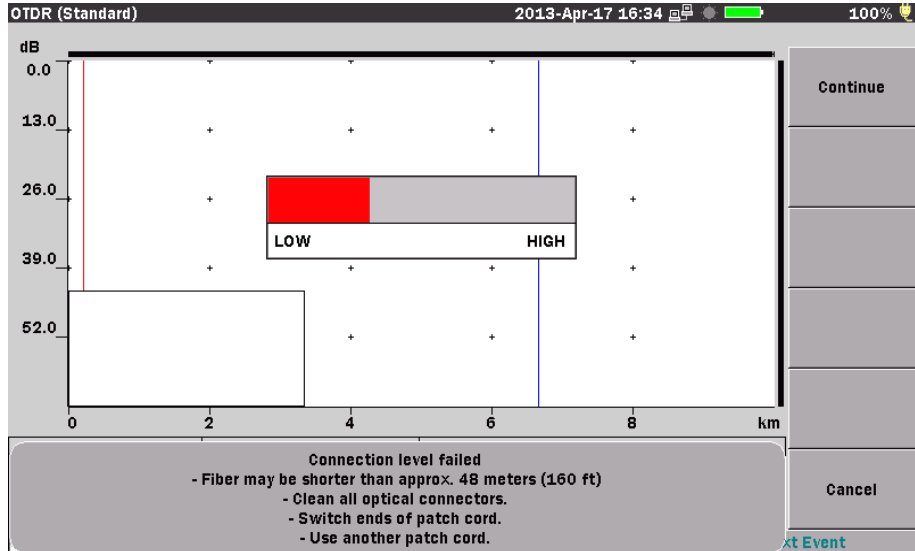 OTDR (Standard) 2013-Apr-17 16:34 100%
dB
0.0
13.0
26.0
39.0
52.0
LOW HIGH
0 2 4 6 8 km
Continue
Cancel
Connection level failed
- Fiber may be shorter than approx. 48 meters (160 ft)
- Clean all optical connectors.
- Switch ends of patch cord.
- Use another patch cord.
xt Event